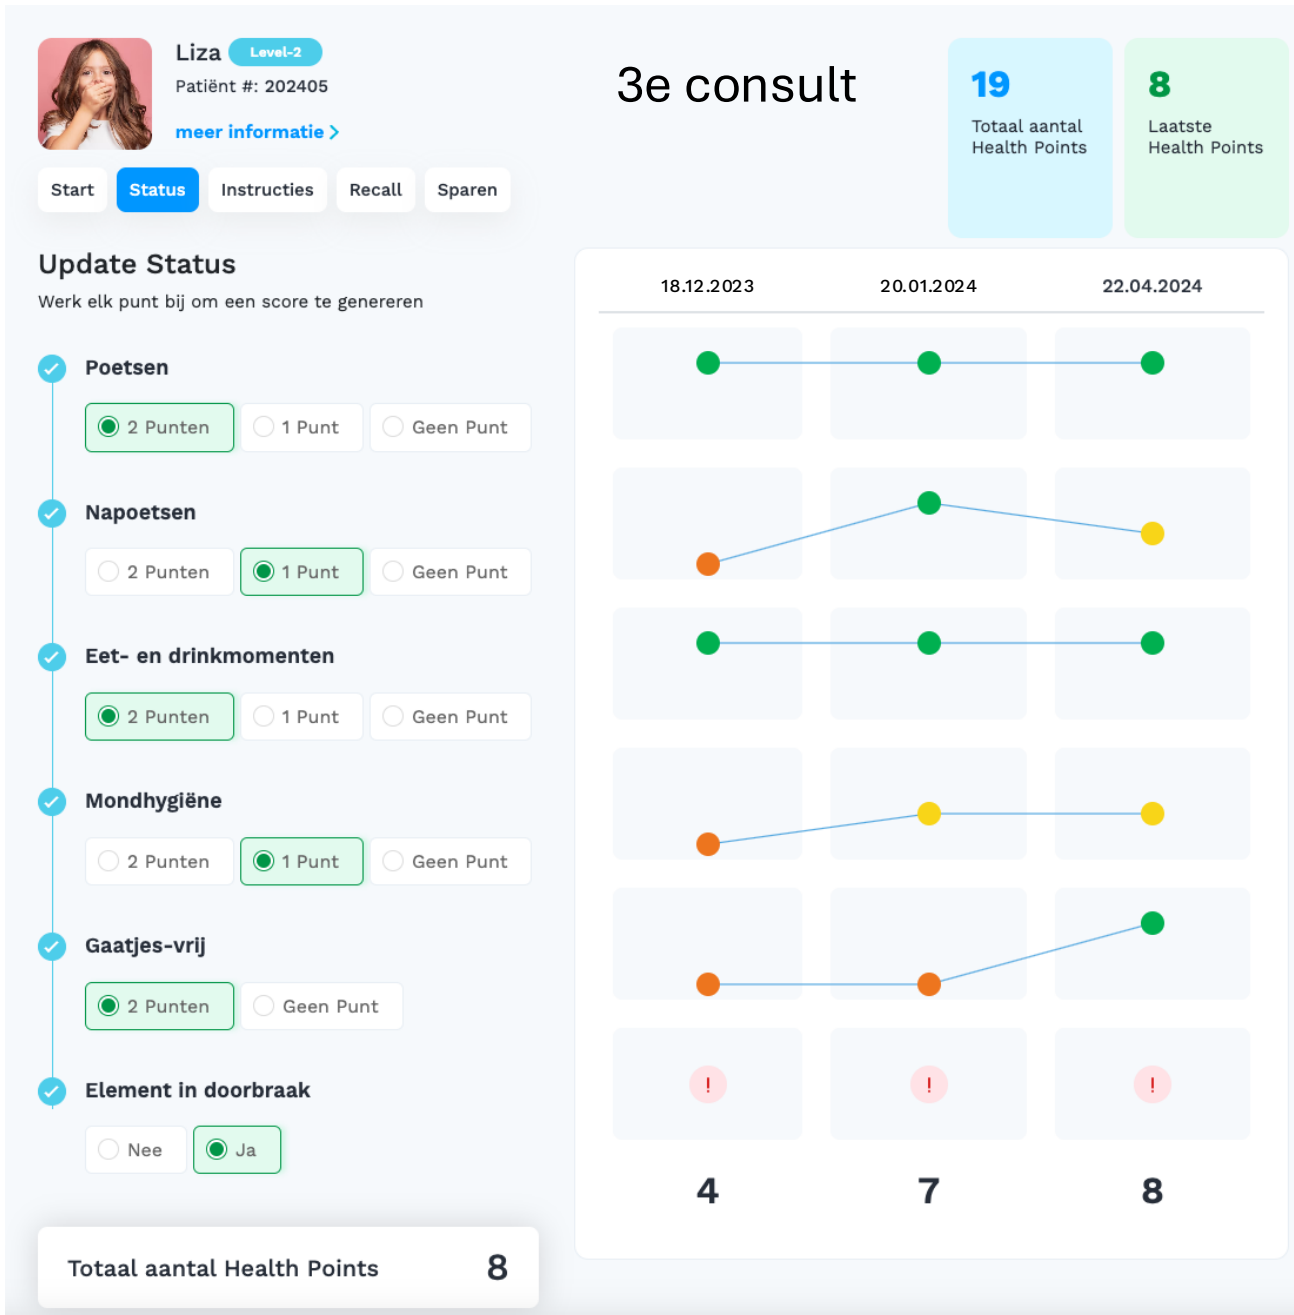 Liza Level-2
Patiënt #: 202405
meer informatie
3e consult
19
Totaal aantal
Health Points
8
Laatste
Health Points
Start Status Instructies Recall Sparen
Update Status
Werk elk punt bij om een score te genereren
Poetsen
2 Punten 1 Punt Geen Punt
Napoetsen
2 Punten 1 Punt Geen Punt
Eet- en drinkmomenten
2 Punten 1 Punt Geen Punt
Mondhygiëne
2 Punten 1 Punt Geen Punt
Gaatjes-vrij
2 Punten Geen Punt
Element in doorbraak
Nee Ja
Totaal aantal Health Points 8
18.12.2023 20.01.2024 22.04.2024
! ! !
4 7 8